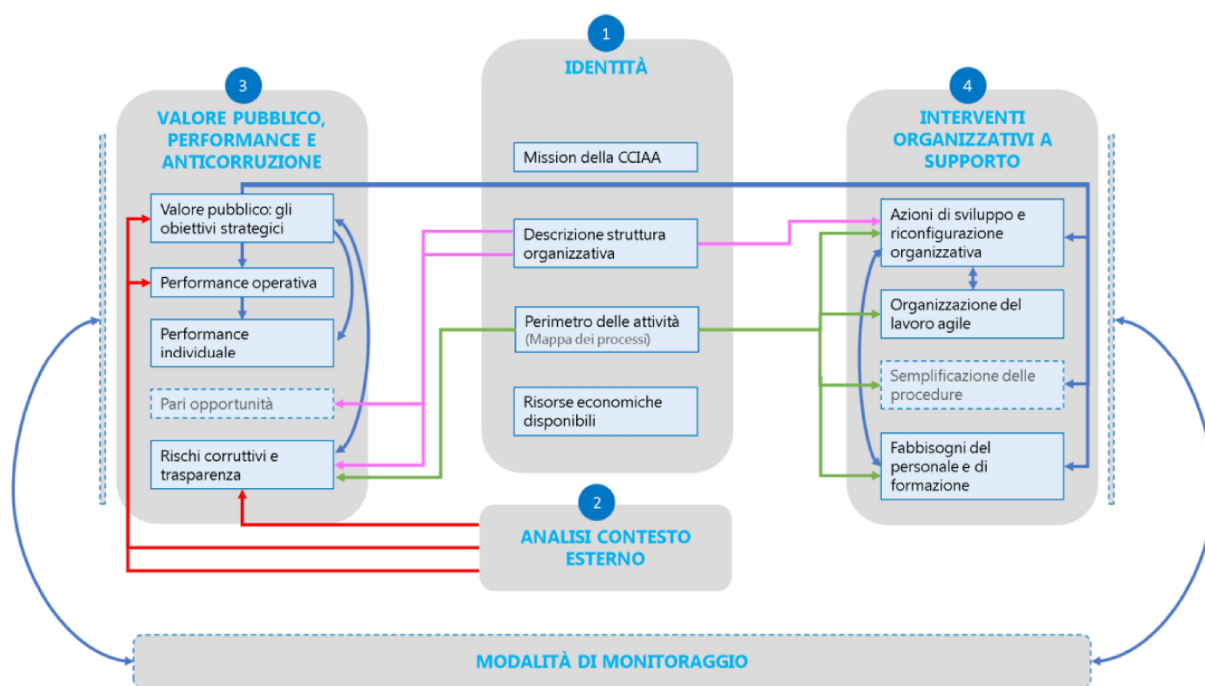 1
IDENTITÀ
Mission della CCIAA
Descrizione struttura
organizzativa
Perimetro delle attività
(Mappa dei processi)
Risorse economiche
disponibili
2
ANALISI CONTESTO
ESTERNO
3
VALORE PUBBLICO,
PERFORMANCE E
ANTICORRUZIONE
Valore pubblico: gli
obiettivi strategici
Performance operativa
Performance
individuale
Pari opportunità
Rischi corruttivi e
trasparenza
4
INTERVENTI
ORGANIZZATIVI A
SUPPORTO
Azioni di sviluppo e
riconfigurazione
organizzativa
Organizzazione del
lavoro agile
Semplificazione delle
procedure
Fabbisogni del
personale e di
formazione
MODALITÀ DI MONITORAGGIO